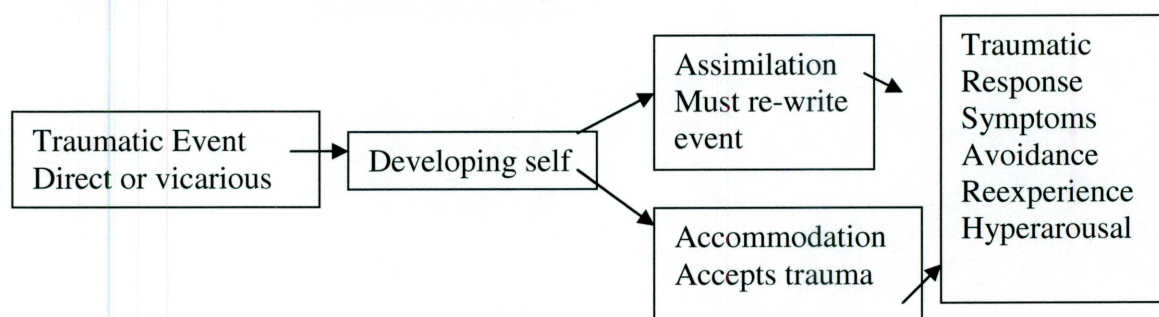 Traumatic Event
Direct or vicarious
Developing self
Assimilation
Must re-write
event
Accommodation
Accepts trauma
Traumatic
Response
Symptoms
Avoidance
Reexperience
Hyperarousal